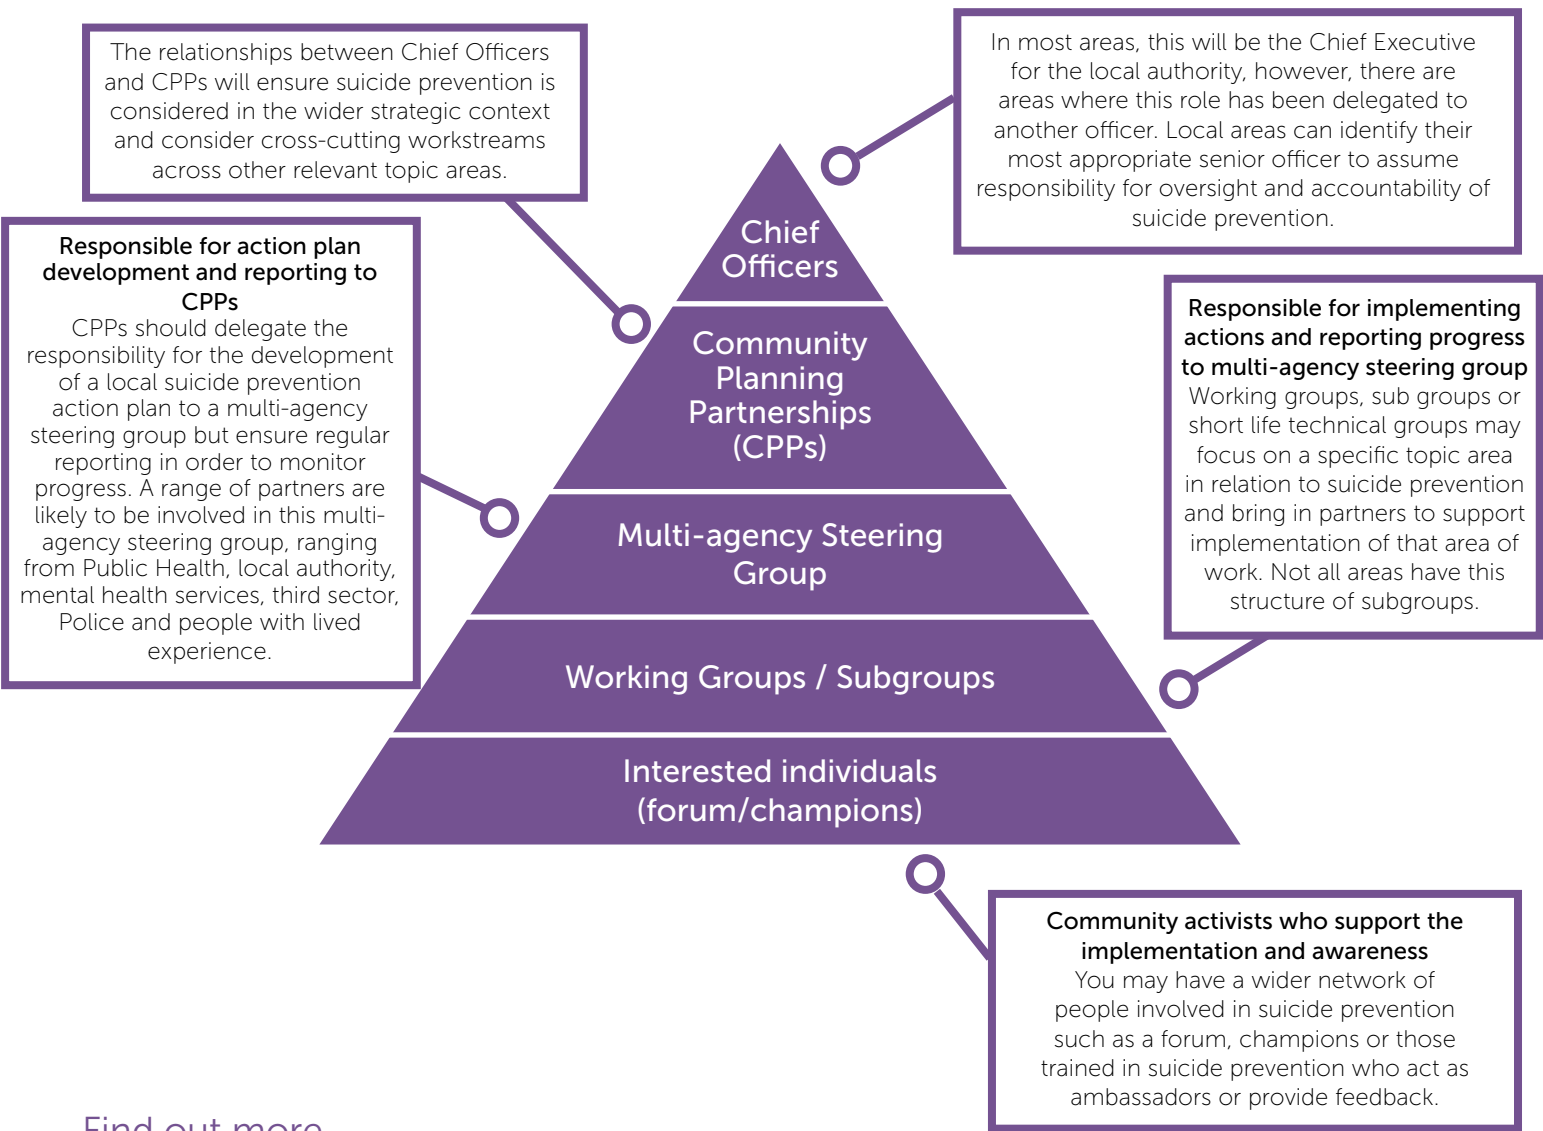 The relationships between Chief Officers
and CPPs will ensure suicide prevention is
considered in the wider strategic context
and consider cross-cutting workstreams
across other relevant topic areas.
In most areas, this will be the Chief Executive
for the local authority, however, there are
areas where this role has been delegated to
another officer. Local areas can identify their
most appropriate senior officer to assume
responsibility for oversight and accountability of
suicide prevention.
Responsible for action plan
development and reporting to
CPPs
CPPs should delegate the
responsibility for the development
of a local suicide prevention
action plan to a multi-agency
steering group but ensure regular
reporting in order to monitor
progress. A range of partners are
likely to be involved in this multi-
agency steering group, ranging
from Public Health, local authority,
mental health services, third sector,
Police and people with lived
experience.
Chief
Officers
Community
Planning
Partnerships
(CPPs)
Multi-agency Steering
Group
Working Groups / Subgroups
Interested individuals
(forum/champions)
Responsible for implementing
actions and reporting progress
to multi-agency steering group
Working groups, sub groups or
short life technical groups may
focus on a specific topic area
in relation to suicide prevention
and bring in partners to support
implementation of that area of
work. Not all areas have this
structure of subgroups.
Community activists who support the
implementation and awareness
You may have a wider network of
people involved in suicide prevention
such as a forum, champions or those
trained in suicide prevention who act as
ambassadors or provide feedback.
Find out more